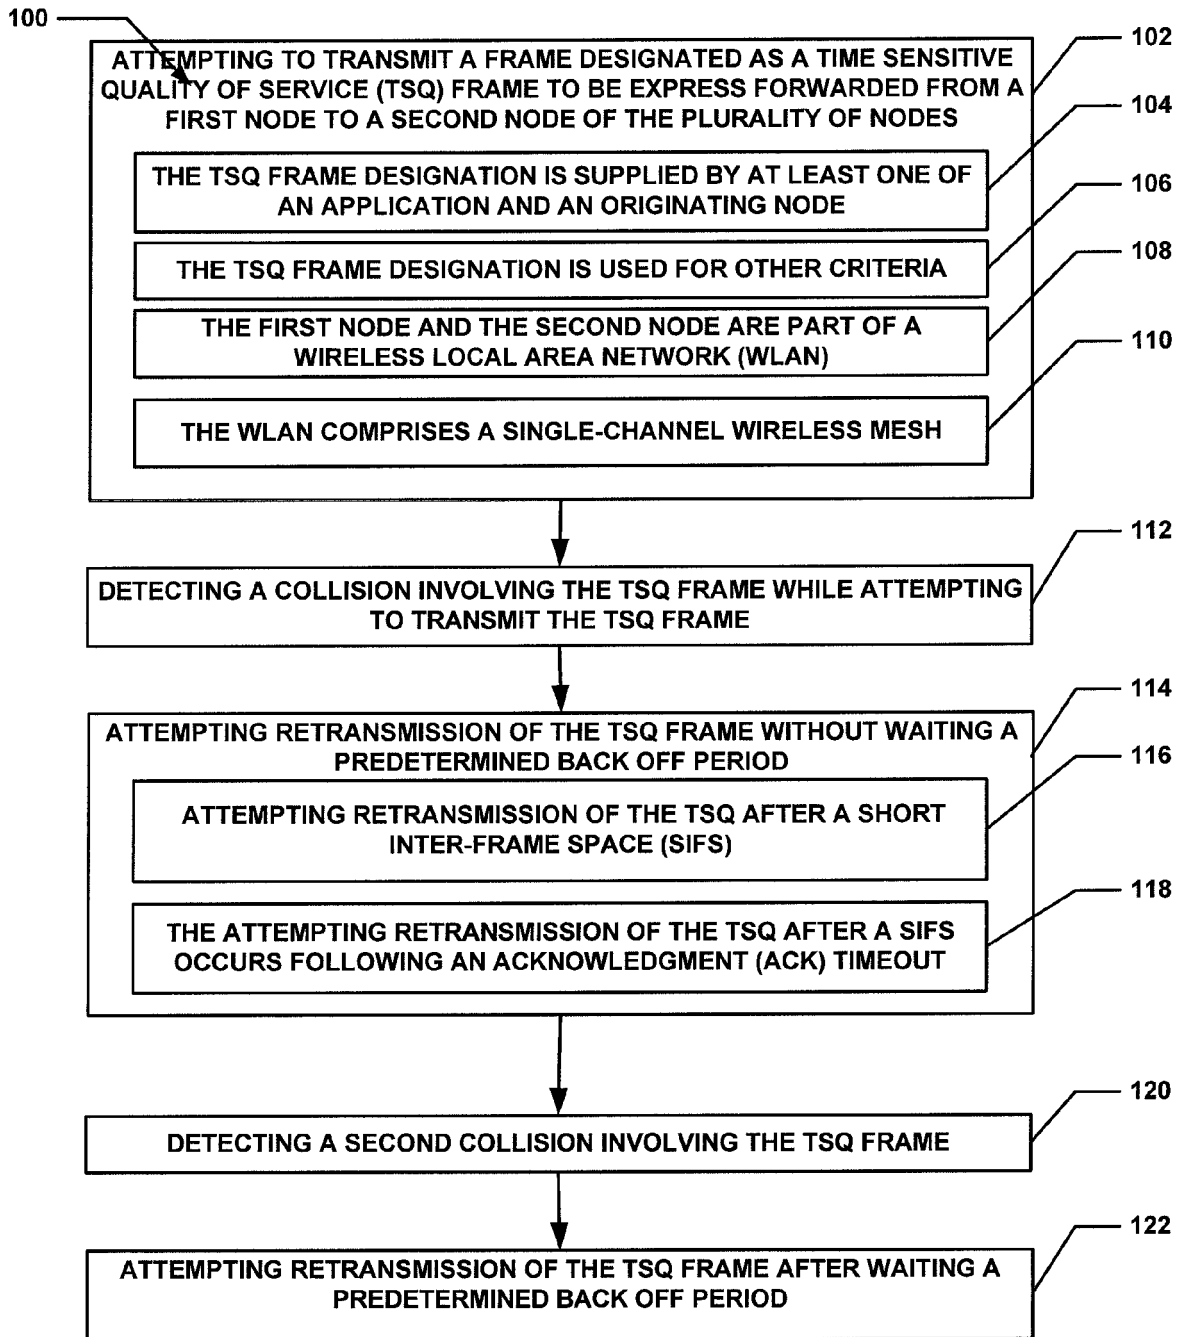 100
ATTEMPTING TO TRANSMIT A FRAME DESIGNATED AS A TIME SENSITIVE
QUALITY OF SERVICE (TSQ) FRAME TO BE EXPRESS FORWARDED FROM A
FIRST NODE TO A SECOND NODE OF THE PLURALITY OF NODES
102
THE TSQ FRAME DESIGNATION IS SUPPLIED BY AT LEAST ONE OF
AN APPLICATION AND AN ORIGINATING NODE
104
THE TSQ FRAME DESIGNATION IS USED FOR OTHER CRITERIA
106
THE FIRST NODE AND THE SECOND NODE ARE PART OF A
WIRELESS LOCAL AREA NETWORK (WLAN)
108
THE WLAN COMPRISES A SINGLE-CHANNEL WIRELESS MESH
110
DETECTING A COLLISION INVOLVING THE TSQ FRAME WHILE ATTEMPTING
TO TRANSMIT THE TSQ FRAME
112
ATTEMPTING RETRANSMISSION OF THE TSQ FRAME WITHOUT WAITING A
PREDETERMINED BACK OFF PERIOD
114
ATTEMPTING RETRANSMISSION OF THE TSQ AFTER A SHORT
INTER-FRAME SPACE (SIFS)
116
THE ATTEMPTING RETRANSMISSION OF THE TSQ AFTER A SIFS
OCCURS FOLLOWING AN ACKNOWLEDGMENT (ACK) TIMEOUT
118
DETECTING A SECOND COLLISION INVOLVING THE TSQ FRAME
120
ATTEMPTING RETRANSMISSION OF THE TSQ FRAME AFTER WAITING A
PREDETERMINED BACK OFF PERIOD
122